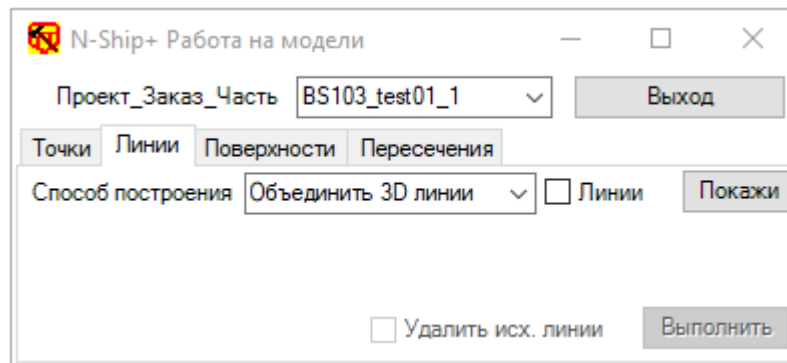 N-Ship+ Работа на модели
Проект_Заказ_Часть BS103_test01_1 Выход
Точки Линии Поверхности Пересечения
Способ построения Объединить 3D линии Линии Покажи
Удалить исх. линии Выполнить